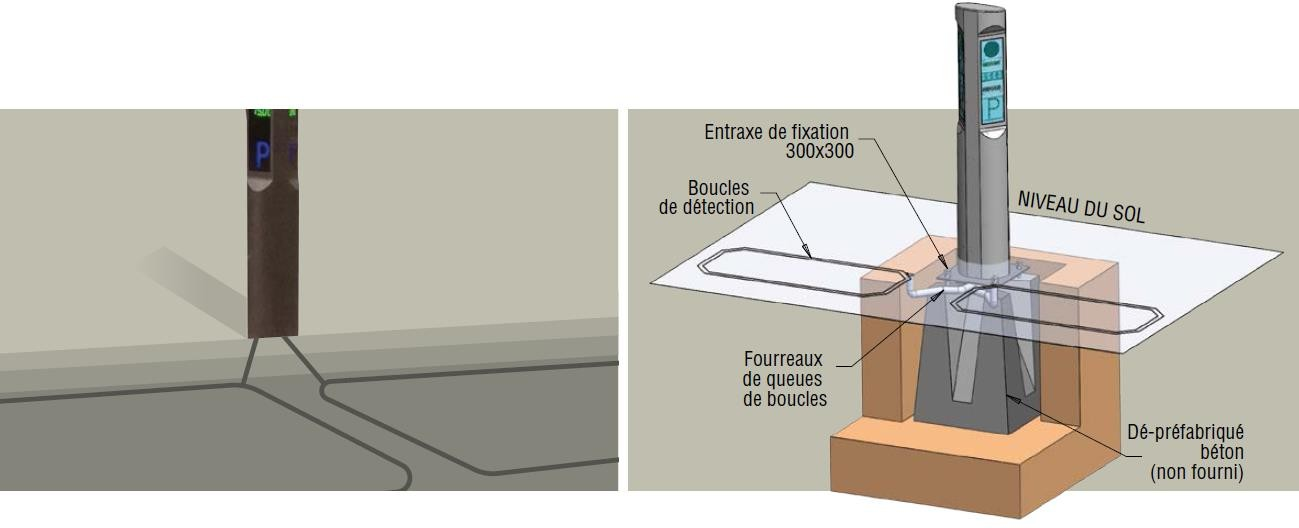 P
P
Entraxe de fixation
300x300
Boucles
de détection
NIVEAU DU SOL
Fourreaux
de queues
de boucles
Dé-préfabriqué
béton
(non fourni)